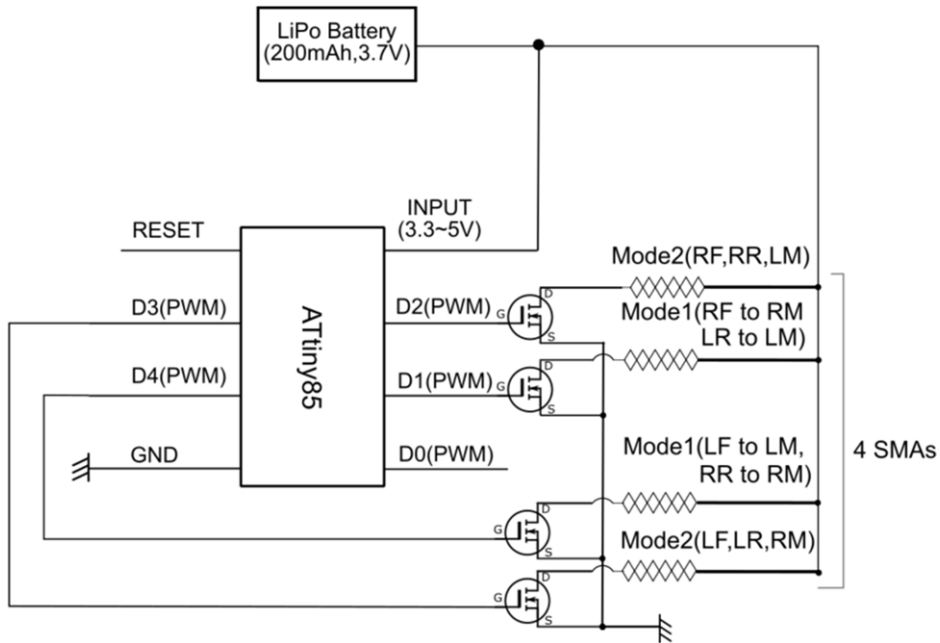 LiPo Battery
(200mAh,3.7V)
RESET
INPUT
(3.3~5V)
D3(PWM)
D2(PWM)
D4(PWM)
D1(PWM)
GND
D0(PWM)
ATtiny85
G
D
S
Mode2(RF,RR,LM)
G
D
S
Mode1(RF to RM
LR to LM)
G
D
S
Mode1(LF to LM,
RR to RM)
G
D
S
Mode2(LF,LR,RM)
4 SMAs